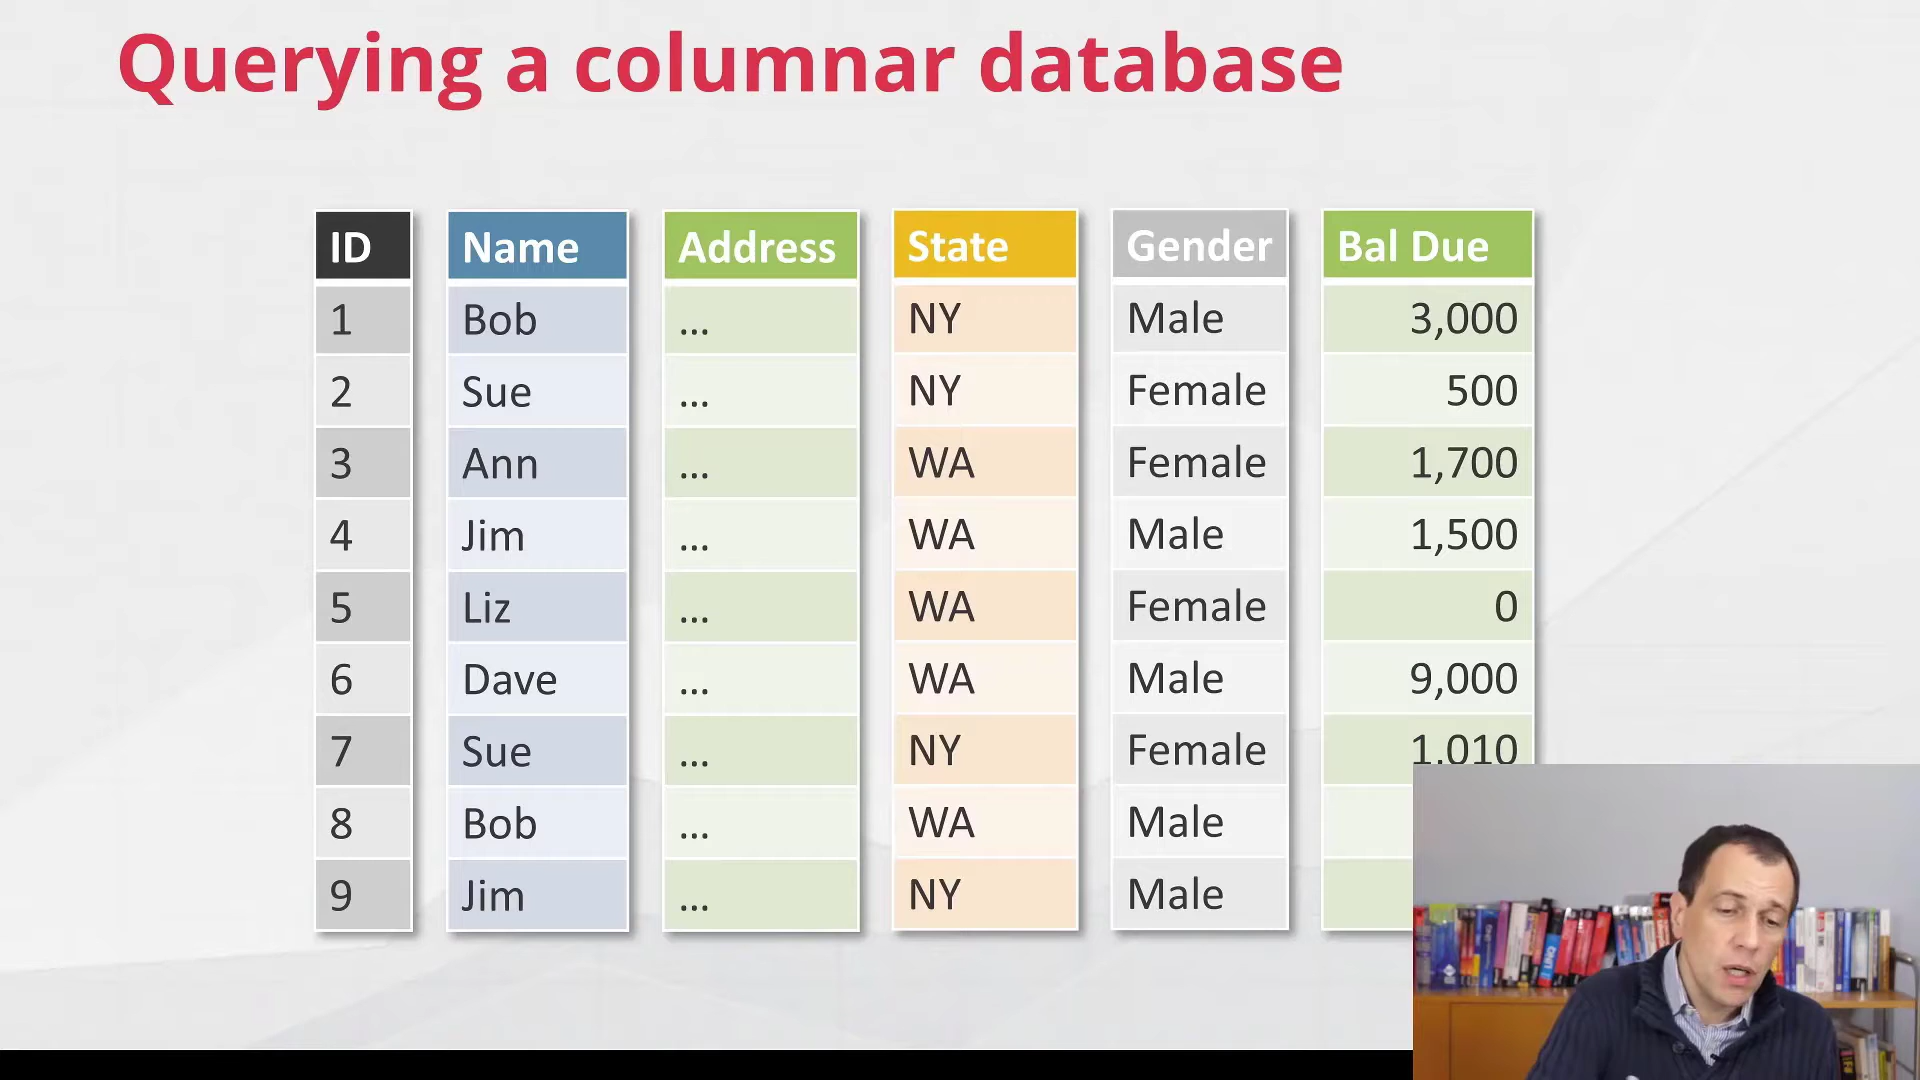 Querying a columnar database
ID Name Address State Gender Bal Due
1 Bob ... NY Male 3,000
2 Sue ... NY Female 500
3 Ann ... WA Female 1,700
4 Jim ... WA Male 1,500
5 Liz ... WA Female 0
6 Dave ... WA Male 9,000
7 Sue ... NY Female 1,010
8 Bob ... WA Male
9 Jim ... NY Male